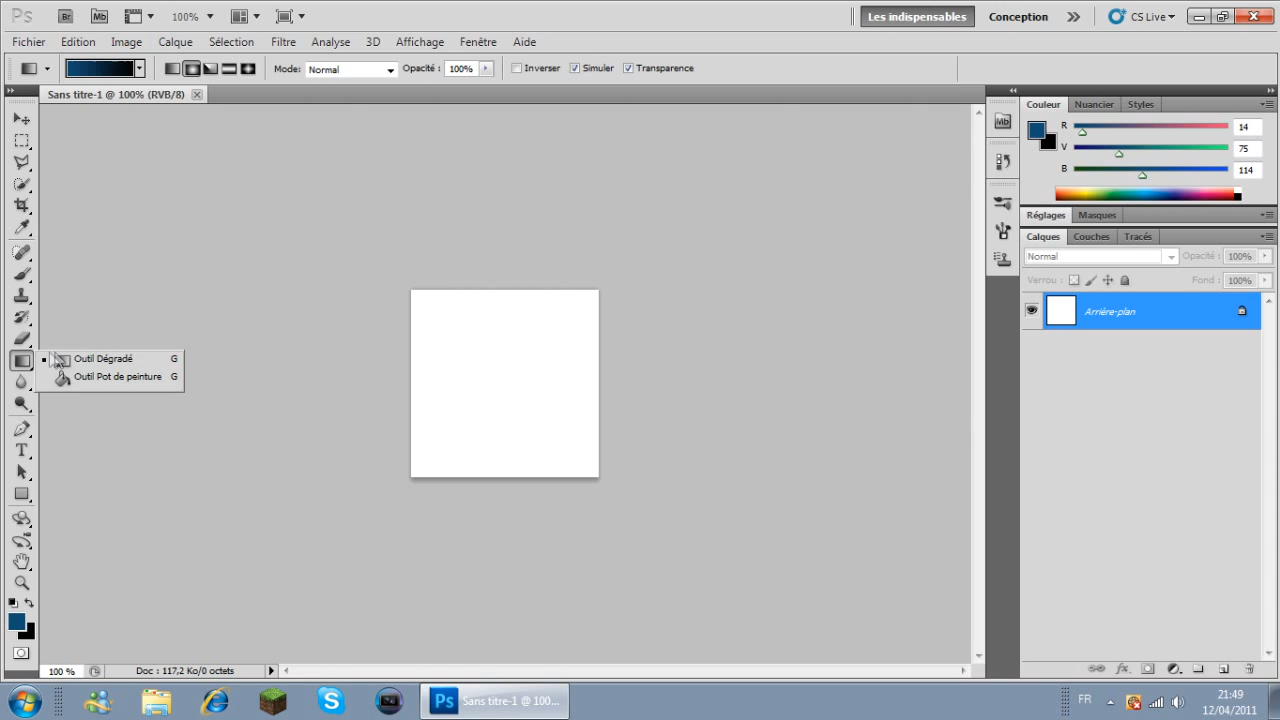 Ps Br Mb 100% Les indispensables Conception CS Live
Fichier Edition Image Calque Sélection Filtre Analyse 3D Affichage Fenêtre Aide
Mode: Normal Opacité : 100% Inverser Simuler Transparence
Sans titre-1 @ 100% (RVB/8)
Couleur Nuancier Styles
Mb
R 14
V 75
B 114
Réglages Masques
Calques Couches Tracés
Normal Opacité : 100%
Verrou : Fond : 100%
Arrière-plan
Outil Dégradé G
Outil Pot de peinture G
T
100 % Doc : 117,2 Ko/0 octets
Ps Sans titre-1 @ 100... FR 21:49
12/04/2011